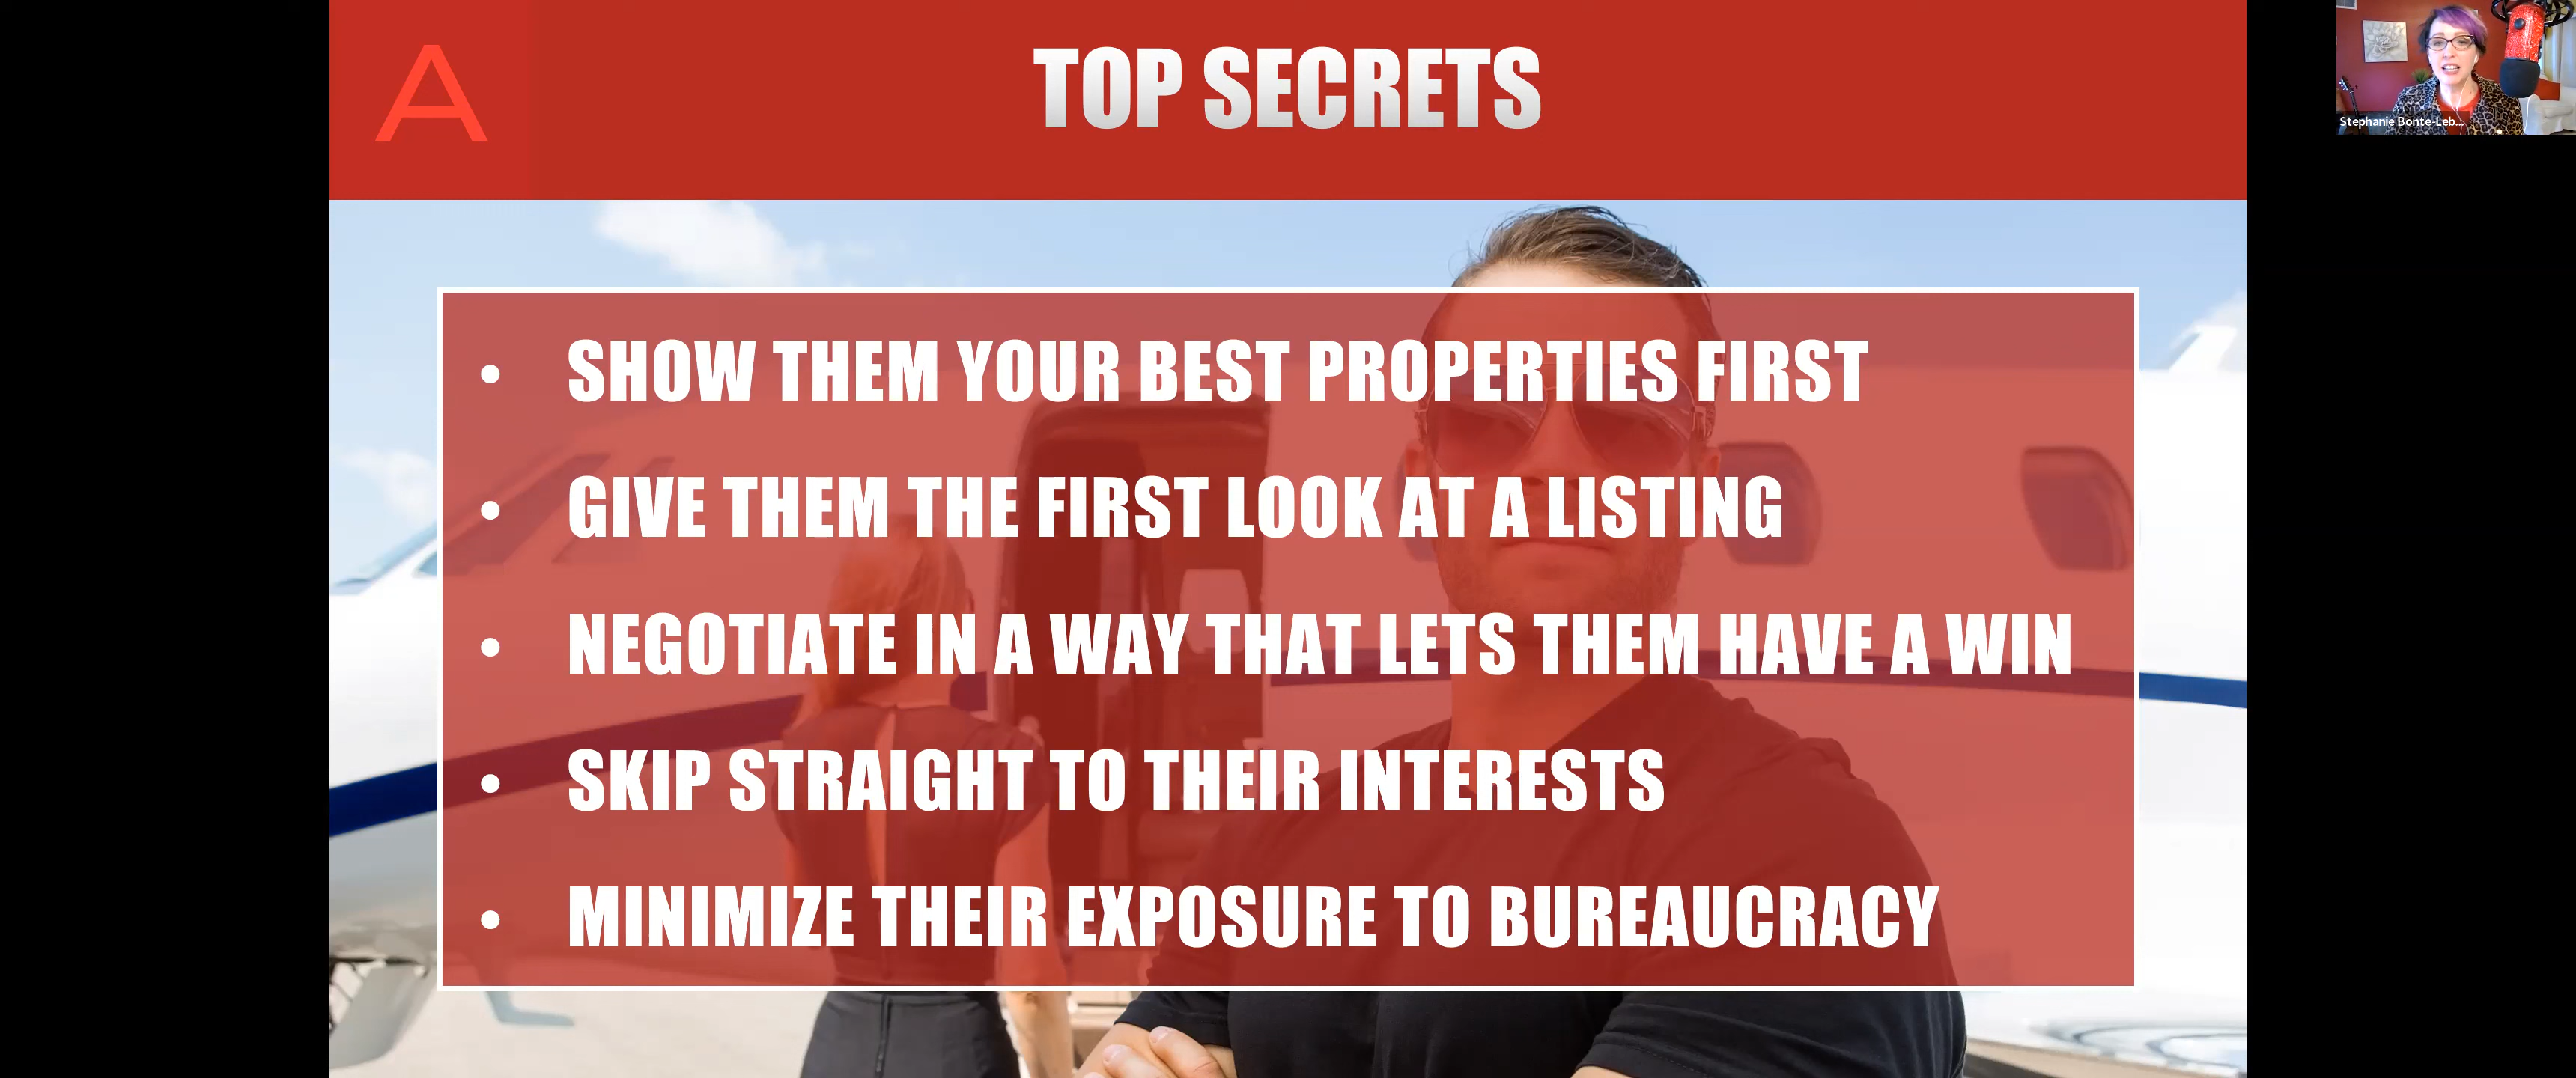 A
TOP SECRETS
Stephanie Bonte-Leb...
• SHOW THEM YOUR BEST PROPERTIES FIRST
• GIVE THEM THE FIRST LOOK AT A LISTING
• NEGOTIATE IN A WAY THAT LETS THEM HAVE A WIN
• SKIP STRAIGHT TO THEIR INTERESTS
• MINIMIZE THEIR EXPOSURE TO BUREAUCRACY